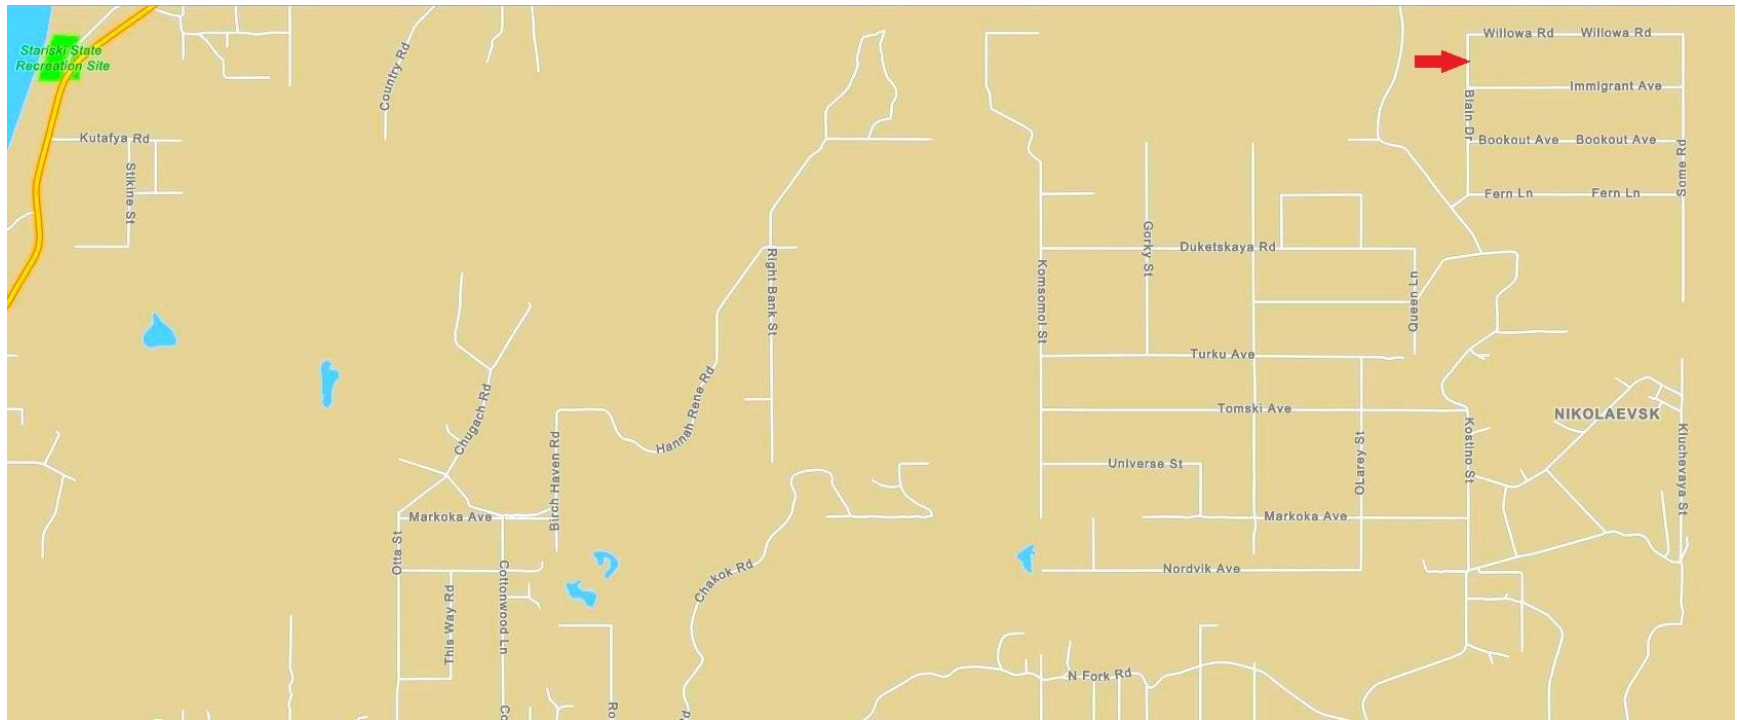 Stariski State
Recreation Site
Country Rd
Willowa Rd
Willowa Rd
Immigrant Ave
Blain Dr
Kutafya Rd
Bookout Ave
Bookout Ave
Stikine St
Some Rd
Fern Ln
Fern Ln
Gorky St
Duketskaya Rd
Right Bank St
Komsomol St
Queen Ln
Turku Ave
Chugach Rd
Hannah Rene Rd
Tomski Ave
NIKOLAEVSK
Birch Haven Rd
Universe St
OLarey St
Kostino St
Kluchevaya St
Markoka Ave
Markoka Ave
Otta St
Cottonwood Ln
Chakok Rd
Nordvik Ave
This Way Rd
N Fork Rd
Co
Ro